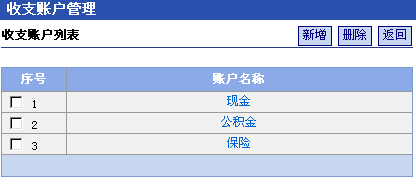 收支账户管理
收支账户列表 新增 删除 返回
序号 账户名称
1 现金
2 公积金
3 保险